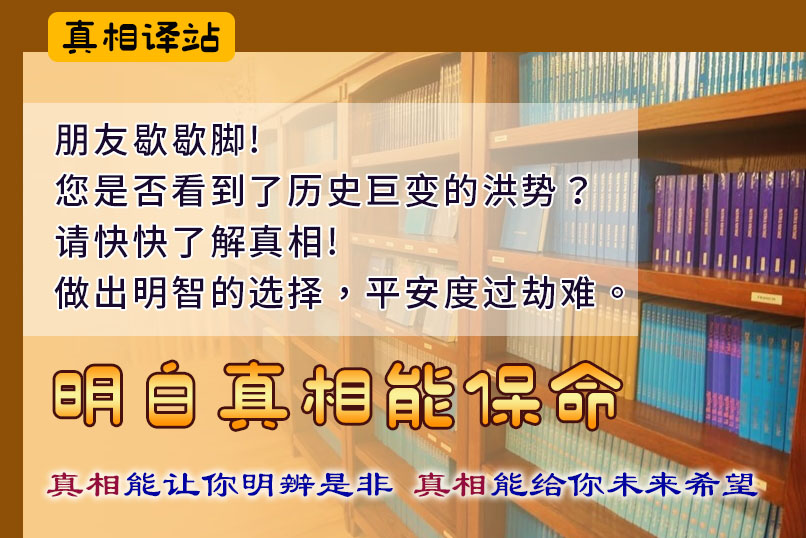 真相译站
朋友歇歇脚!
您是否看到了历史巨变的洪势？
请快快了解真相!
做出明智的选择，平安度过劫难。
明白真相能保命
真相能让你明辨是非 真相能给你未来希望